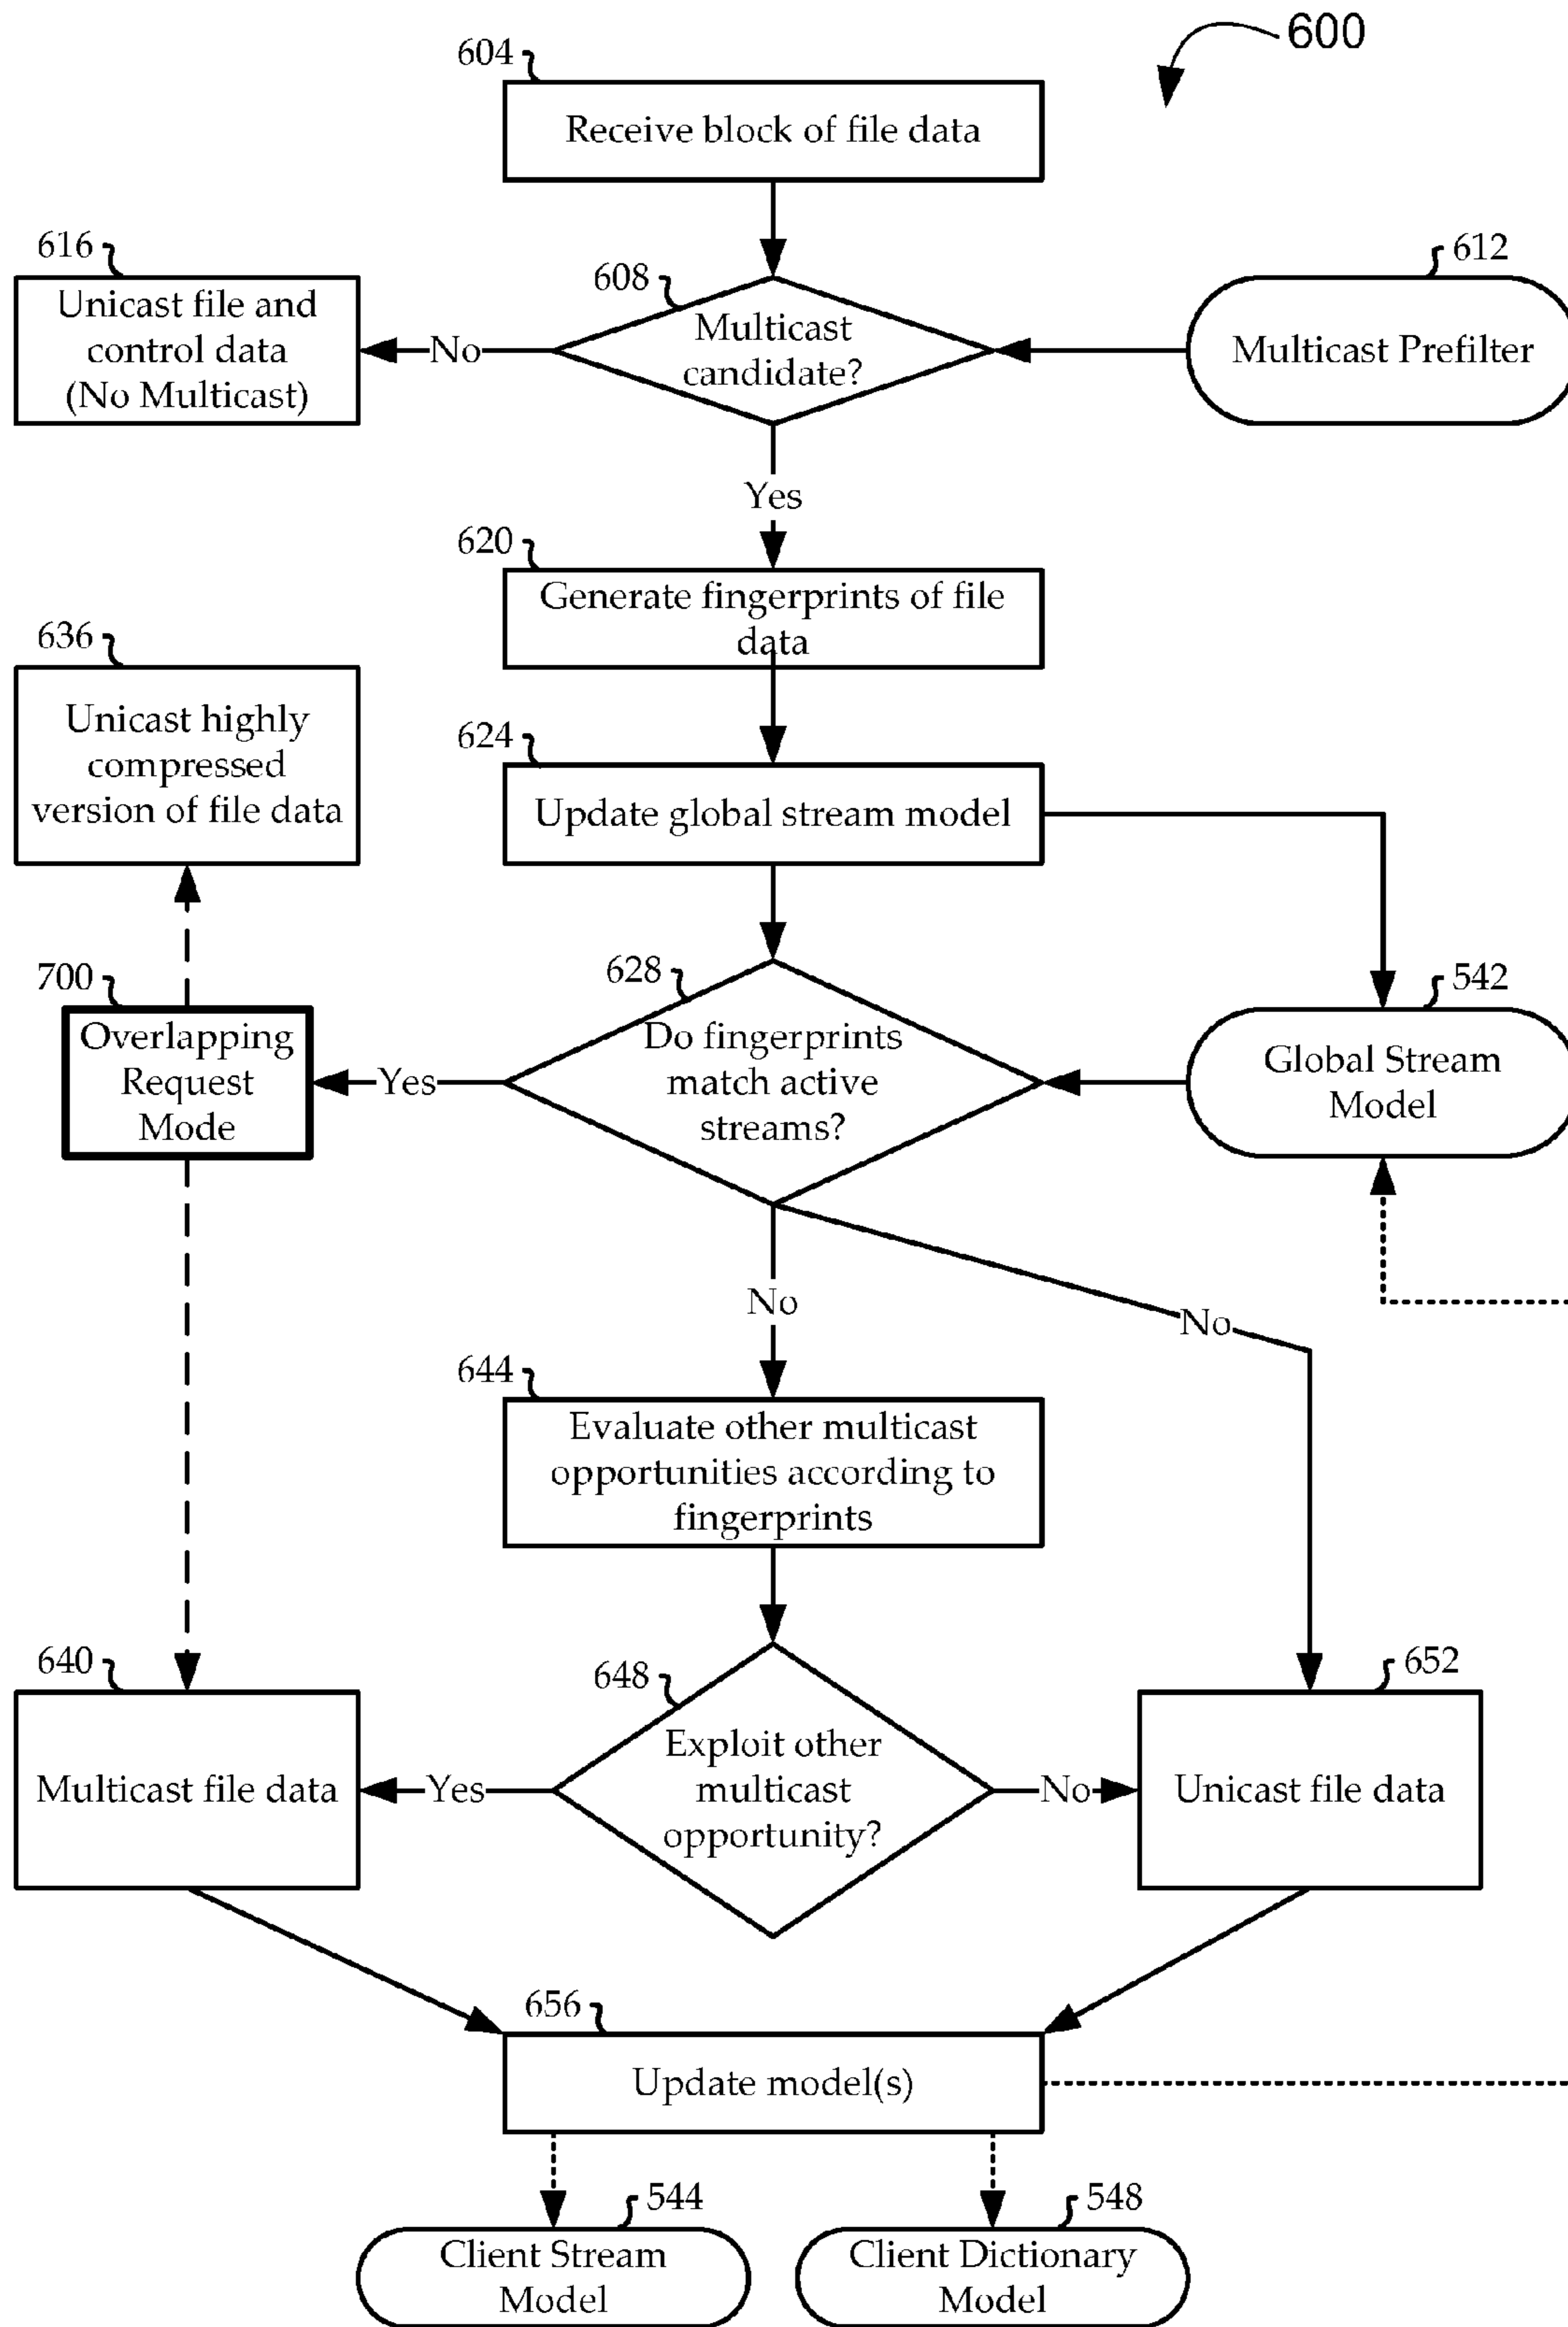 600
604
Receive block of file data
616
Unicast file and
control data
(No Multicast)
No
608
Multicast
candidate?
612
Multicast Prefilter
Yes
620
Generate fingerprints of file
data
636
Unicast highly
compressed
version of file data
624
Update global stream model
700
Overlapping
Request
Mode
Yes
628
Do fingerprints
match active
streams?
542
Global Stream
Model
No
No
644
Evaluate other multicast
opportunities according to
fingerprints
640
Multicast file data
Yes
648
Exploit other
multicast
opportunity?
No
652
Unicast file data
656
Update model(s)
544
Client Stream
Model
548
Client Dictionary
Model